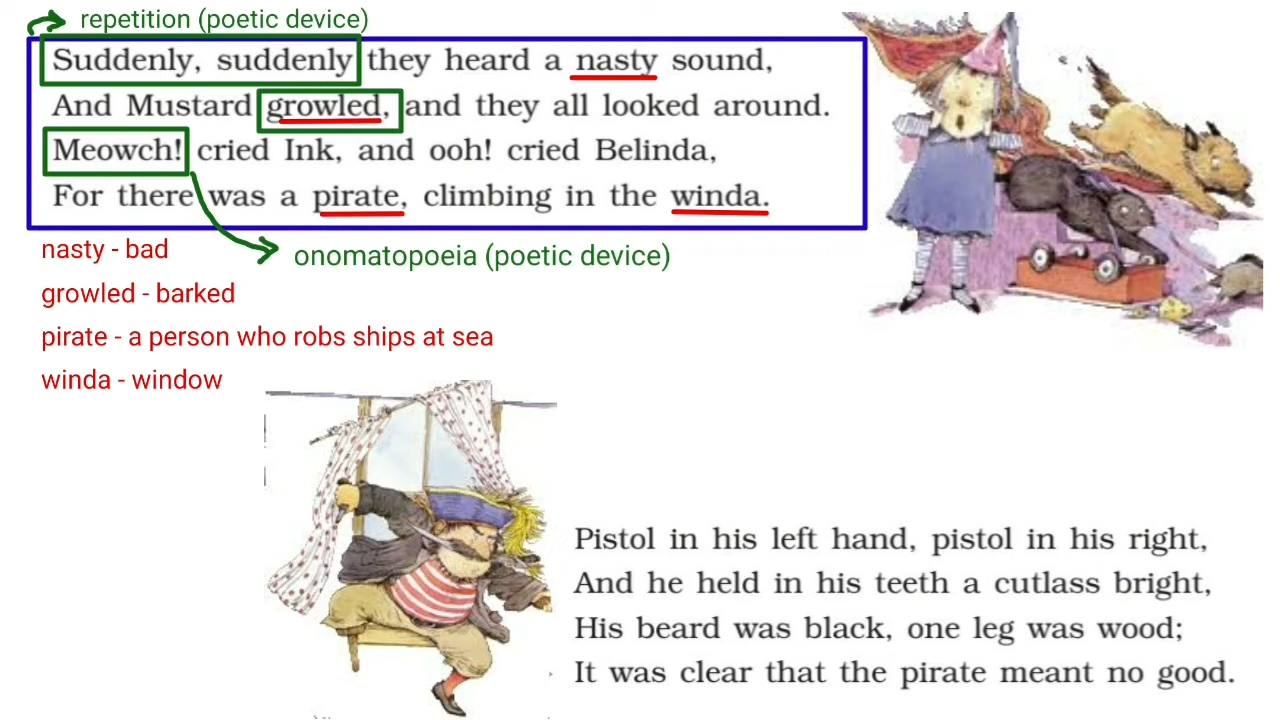 repetition (poetic device)
Suddenly, suddenly they heard a nasty sound,
And Mustard growled, and they all looked around.
Meowch! cried Ink, and ooh! cried Belinda,
For there was a pirate, climbing in the winda.
nasty - bad
onomatopoeia (poetic device)
growled - barked
pirate - a person who robs ships at sea
winda - window
Pistol in his left hand, pistol in his right,
And he held in his teeth a cutlass bright,
His beard was black, one leg was wood;
It was clear that the pirate meant no good.